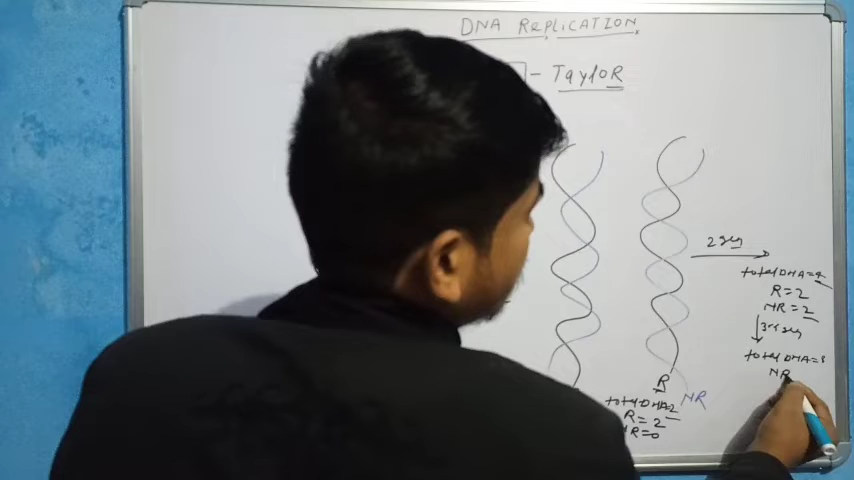 DNA REPLICATION
- TayloR
2
total DNA=4
R=2
NR=2
3rd
total DNA=8
NR
R
NR
total DNA=2
R=2
R=0